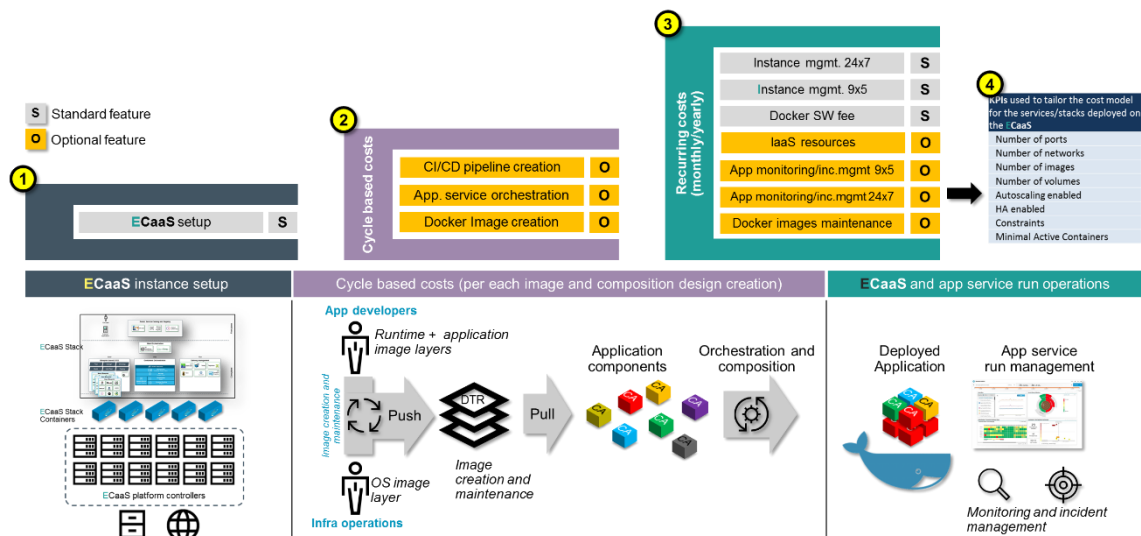 S Standard feature
O Optional feature
1
ECaaS setup S
2
Cycle based costs
CI/CD pipeline creation O
App. service orchestration O
Docker Image creation O
3
Recurring costs
(monthly/yearly)
Instance mgmt. 24x7 S
Instance mgmt. 9x5 S
Docker SW fee S
IaaS resources O
App monitoring/inc.mgmt 9x5 O
App monitoring/inc.mgmt 24x7 O
Docker images maintenance O
4
KPIs used to tailor the cost model
for the services/stacks deployed on
the ECaaS
Number of ports
Number of networks
Number of images
Number of volumes
Autoscaling enabled
HA enabled
Constraints
Minimal Active Containers
ECaaS instance setup
Cycle based costs (per each image and composition design creation)
ECaaS and app service run operations
ECaaS Stack
ECaaS Stack
Containers
ECaaS platform controllers
App developers
Runtime + application
image layers
Image creation and
maintenance
Push
DTR
Pull
Image
creation and
maintenance
OS image
layer
Infra operations
Application
components
CA
CA
CA
CA
CA
CA
CA
Orchestration and
composition
Deployed
Application
App service
run management
Monitoring and incident
management